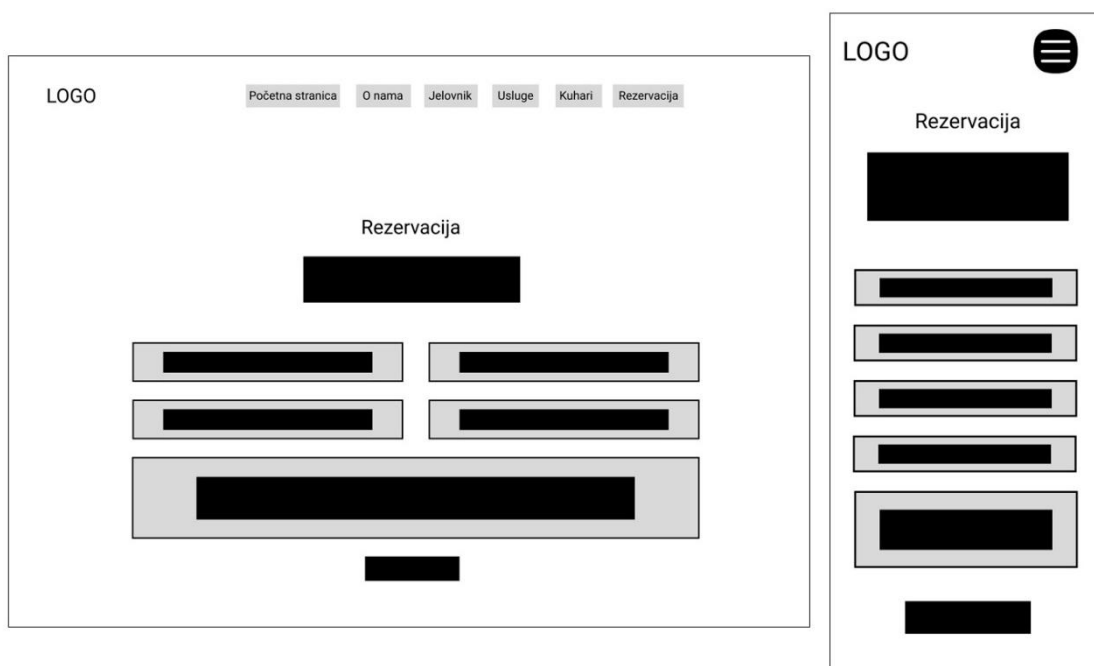 LOGO
Početna stranica O nama Jelovnik Usluge Kuhari Rezervacija
Rezervacija
LOGO
Rezervacija